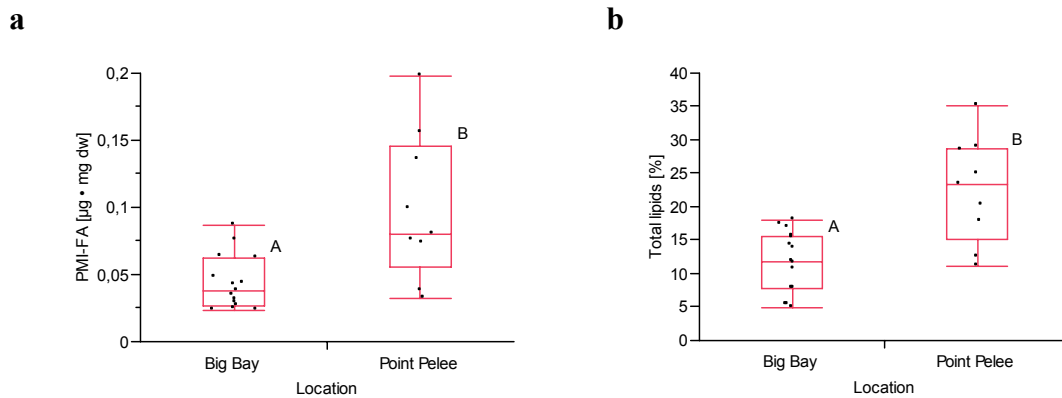 a
PMI-FA [µg • mg dw]
0,2
0,15
0,1
0,05
0
A
B
Big Bay
Point Pelee
Location
b
Total lipids [%]
40
35
30
25
20
15
10
5
0
A
B
Big Bay
Point Pelee
Location